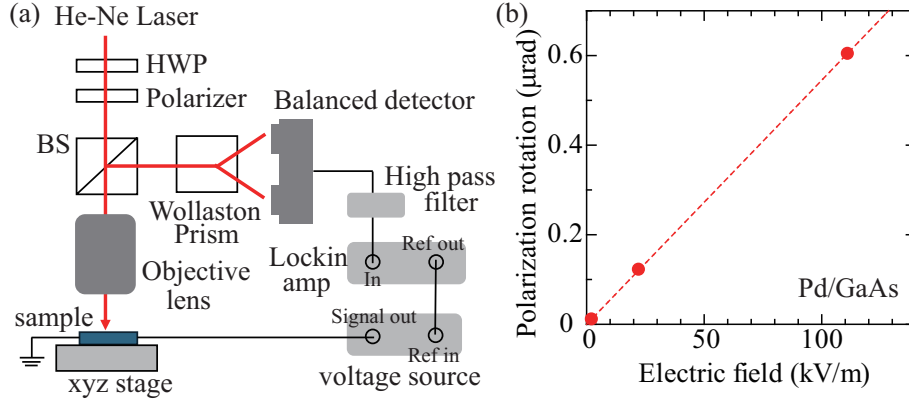 (a)
He-Ne Laser
HWP
Polarizer
BS
Balanced detector
Wollaston
Prism
High pass
filter
Objective
lens
Lockin
amp
In
Ref out
sample
Signal out
Ref in
xyz stage
voltage source
(b)
Polarization rotation (μrad)
0.6
0.4
0.2
0
Pd/GaAs
0
50
100
Electric field (kV/m)